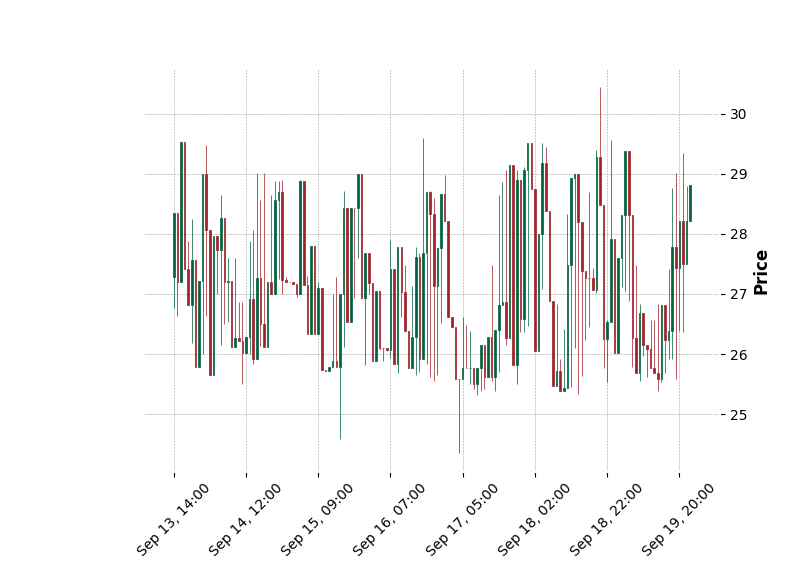 30
29
28
27
26
25
Price
Sep 13, 14:00
Sep 14, 12:00
Sep 15, 09:00
Sep 16, 07:00
Sep 17, 05:00
Sep 18, 02:00
Sep 18, 22:00
Sep 19, 20:00